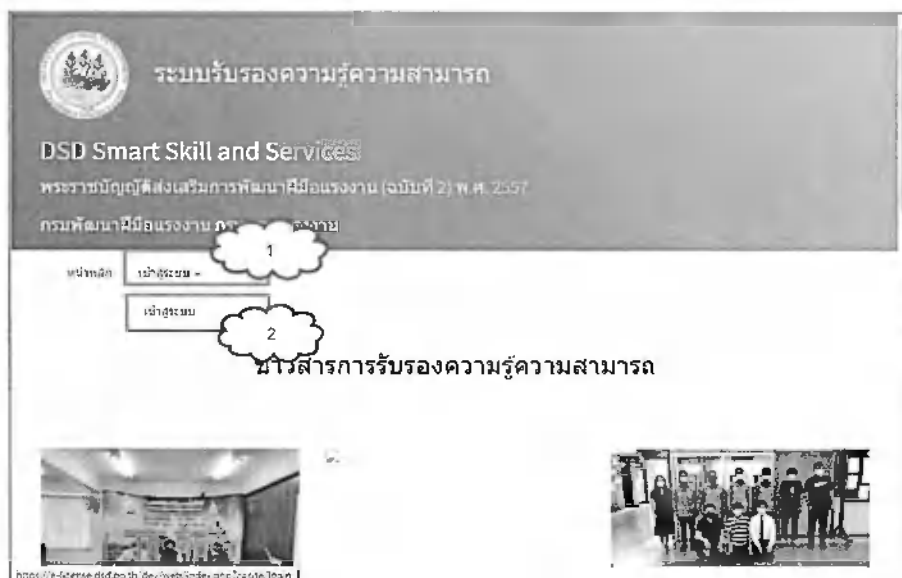 ระบบรับรองความรู้ความสามารถ
DSD Smart Skill and Services
พระราชบัญญัติส่งเสริมการพัฒนาฝีมือแรงงาน (ฉบับที่ 2) พ.ศ. 2557
กรมพัฒนาฝีมือแรงงาน
1
หน้าหลัก เข้าสู่ระบบ
เข้าสู่ระบบ
2
ข่าวสารการรับรองความรู้ความสามารถ